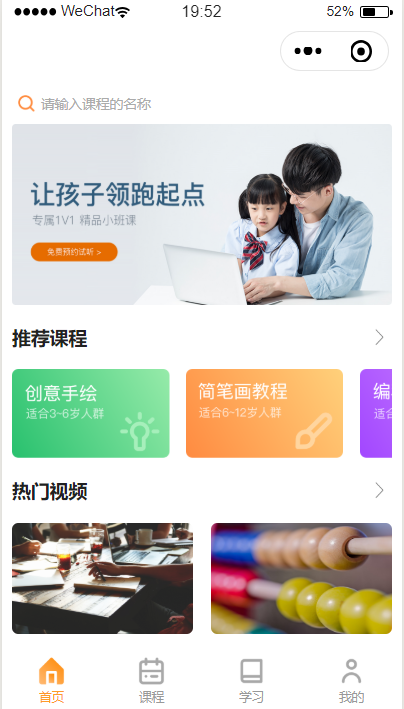 WeChat 19:52 52%
请输入课程的名称
让孩子领跑起点
专属1V1 精品小班课
免费预约试听 >
推荐课程
创意手绘 简笔画教程 编
适合3~6岁人群 适合6~12岁人群 适合
热门视频
首页 课程 学习 我的